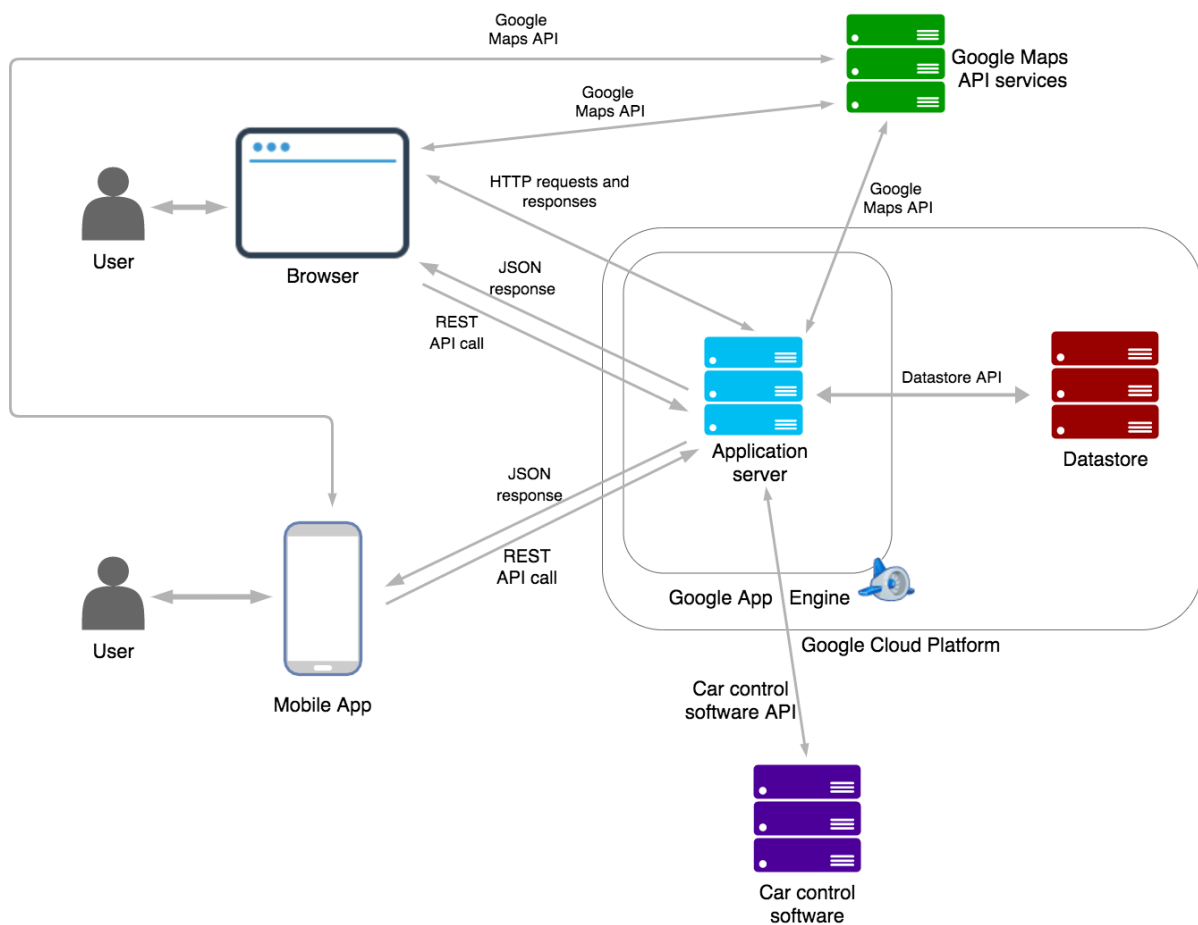 Google
Maps API
Google Maps
API services
Google
Maps API
HTTP requests and
responses
Google
Maps API
User
Browser
JSON
response
REST
API call
Datastore API
Application
server
Datastore
JSON
response
REST
API call
Google App Engine
User
Google Cloud Platform
Mobile App
Car control
software API
Car control
software